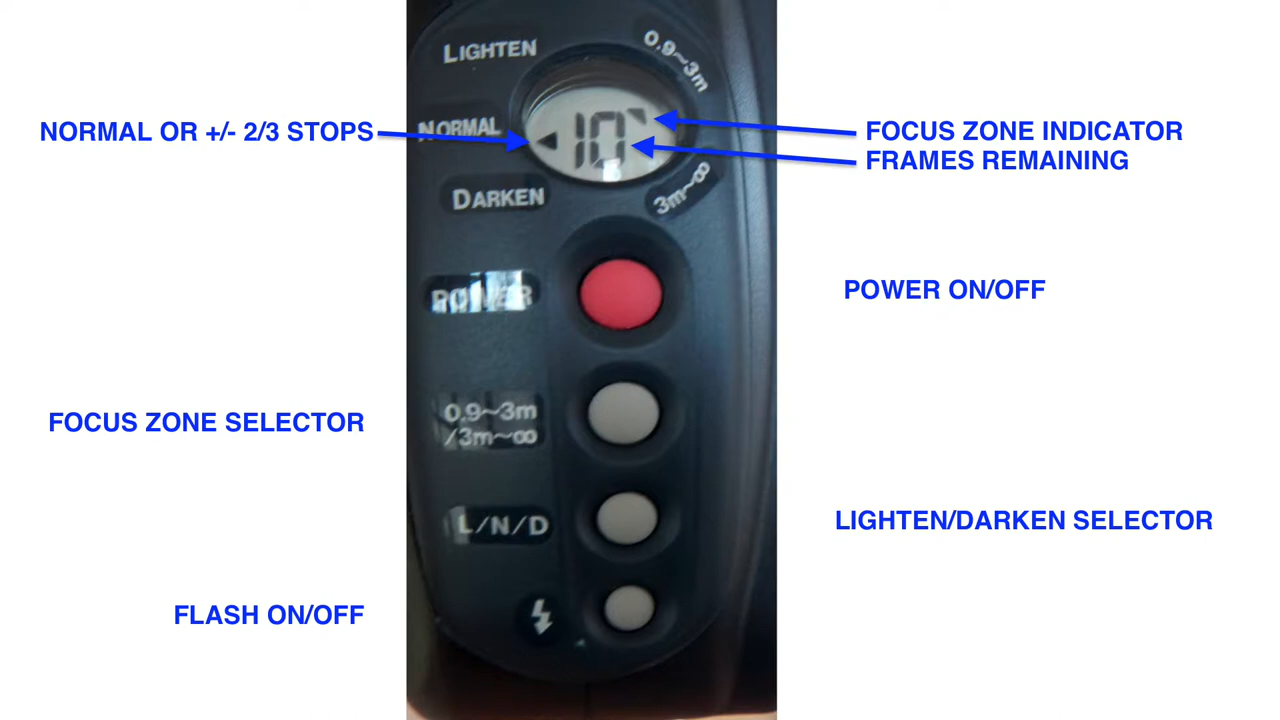 LIGHTEN
0.9~3m
NORMAL OR +/- 2/3 STOPS
NORMAL
10
FOCUS ZONE INDICATOR
FRAMES REMAINING
DARKEN
3m~∞
POWER
POWER ON/OFF
FOCUS ZONE SELECTOR
0.9~3m
/3m~∞
L/N/D
LIGHTEN/DARKEN SELECTOR
FLASH ON/OFF